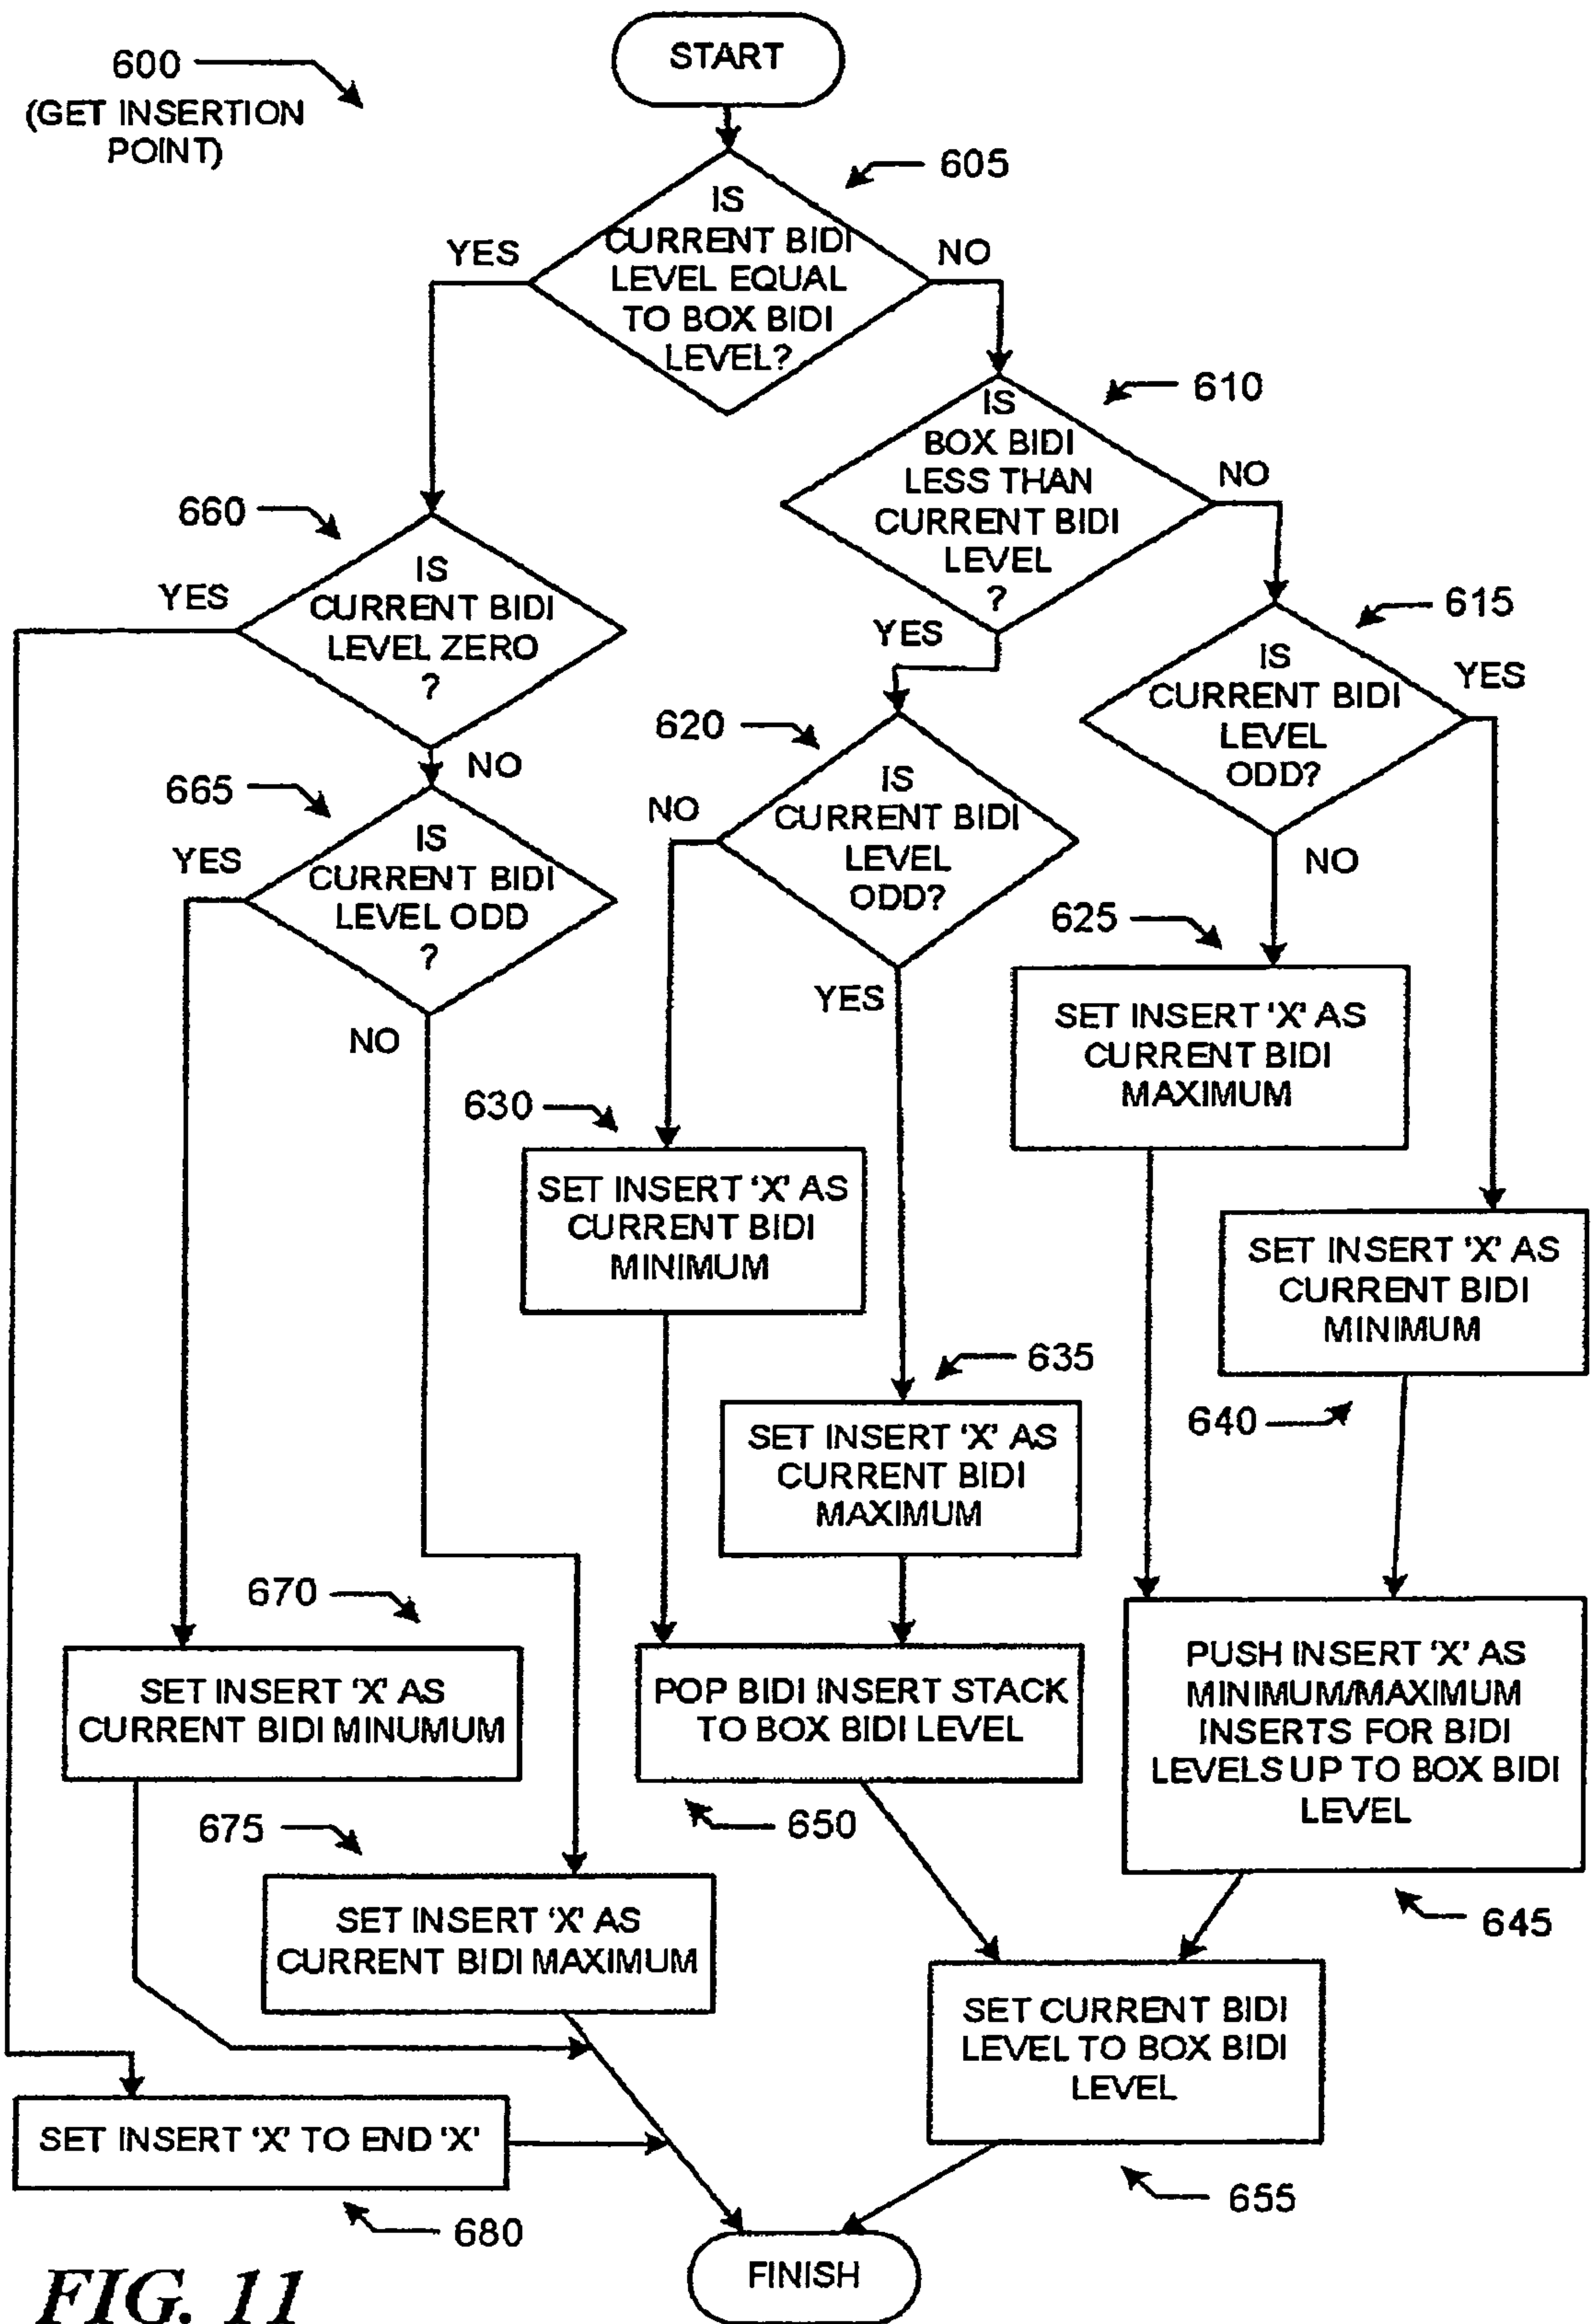 START
600
(GET INSERTION
POINT)
605
IS
CURRENT BIDI
LEVEL EQUAL
TO BOX BIDI
LEVEL?
YES
NO
610
IS
BOX BIDI
LESS THAN
CURRENT BIDI
LEVEL
?
NO
YES
660
IS
CURRENT BIDI
LEVEL ZERO
?
YES
NO
615
IS
CURRENT BIDI
LEVEL
ODD?
YES
NO
620
IS
CURRENT BIDI
LEVEL
ODD?
NO
YES
665
IS
CURRENT BIDI
LEVEL ODD
?
YES
NO
625
SET INSERT 'X' AS
CURRENT BIDI
MAXIMUM
630
SET INSERT 'X' AS
CURRENT BIDI
MINIMUM
SET INSERT 'X' AS
CURRENT BIDI
MINIMUM
640
635
SET INSERT 'X' AS
CURRENT BIDI
MAXIMUM
670
SET INSERT 'X' AS
CURRENT BIDI MINUMUM
POP BIDI INSERT STACK
TO BOX BIDI LEVEL
650
PUSH INSERT 'X' AS
MINIMUM/MAXIMUM
INSERTS FOR BIDI
LEVELS UP TO BOX BIDI
LEVEL
645
675
SET INSERT 'X' AS
CURRENT BIDI MAXIMUM
SET CURRENT BIDI
LEVEL TO BOX BIDI
LEVEL
655
SET INSERT 'X' TO END 'X'
680
FINISH
FIG. 11